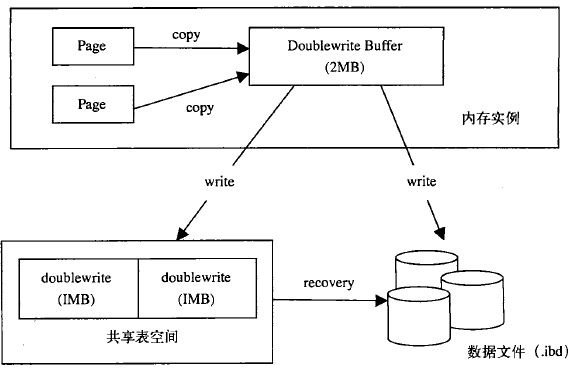 Page
copy
Doublewrite Buffer
(2MB)
Page
copy
内存实例
write
write
doublewrite
(IMB)
doublewrite
(IMB)
recovery
共享表空间
数据文件（.ibd）